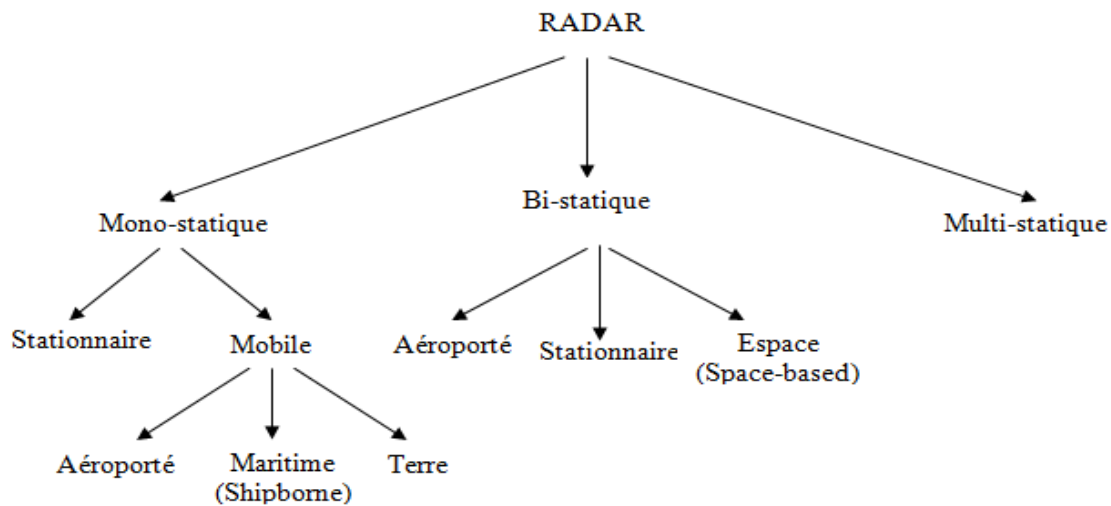 RADAR
Mono-statique
Bi-statique
Multi-statique
Stationnaire
Mobile
Aéroporté
Stationnaire
Espace
(Space-based)
Aéroporté
Maritime
(Shipborne)
Terre